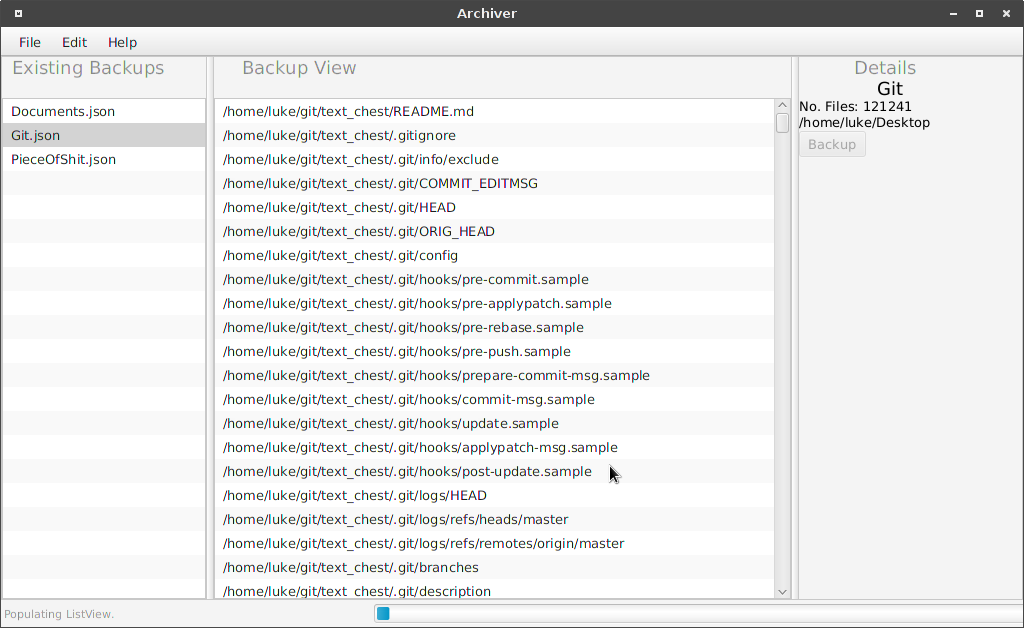 Archiver
File Edit Help
Existing Backups
Documents.json
Git.json
PieceOfShit.json
Backup View
/home/luke/git/text_chest/README.md
/home/luke/git/text_chest/.gitignore
/home/luke/git/text_chest/.git/info/exclude
/home/luke/git/text_chest/.git/COMMIT_EDITMSG
/home/luke/git/text_chest/.git/HEAD
/home/luke/git/text_chest/.git/ORIG_HEAD
/home/luke/git/text_chest/.git/config
/home/luke/git/text_chest/.git/hooks/pre-commit.sample
/home/luke/git/text_chest/.git/hooks/pre-applypatch.sample
/home/luke/git/text_chest/.git/hooks/pre-rebase.sample
/home/luke/git/text_chest/.git/hooks/pre-push.sample
/home/luke/git/text_chest/.git/hooks/prepare-commit-msg.sample
/home/luke/git/text_chest/.git/hooks/commit-msg.sample
/home/luke/git/text_chest/.git/hooks/update.sample
/home/luke/git/text_chest/.git/hooks/applypatch-msg.sample
/home/luke/git/text_chest/.git/hooks/post-update.sample
/home/luke/git/text_chest/.git/logs/HEAD
/home/luke/git/text_chest/.git/logs/refs/heads/master
/home/luke/git/text_chest/.git/logs/refs/remotes/origin/master
/home/luke/git/text_chest/.git/branches
/home/luke/git/text_chest/.git/description
Details
Git
No. Files: 121241
/home/luke/Desktop
Backup
Populating ListView.